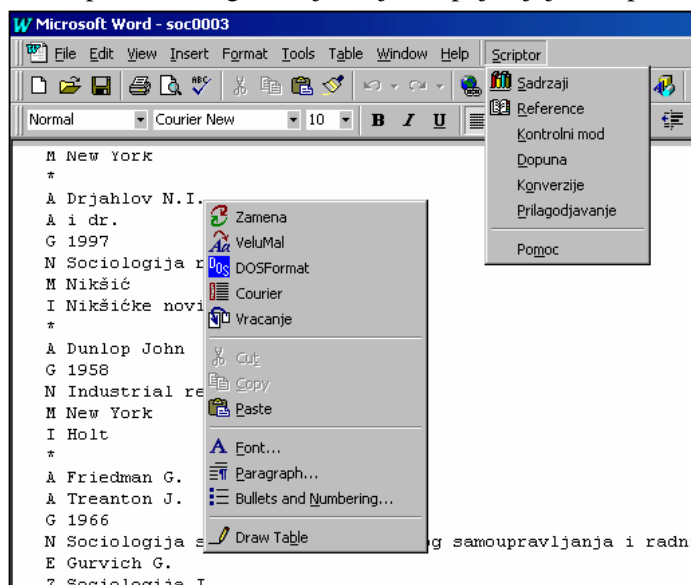 Microsoft Word - soc0003
File Edit View Insert Format Tools Table Window Help Scriptor
Normal Courier New 10 B I U
Sadrzaji
Reference
Kontrolni mod
Dopuna
Konverzije
Prilagodjavanje
Pomoc
M New York
*
A Drjahlov N.I.
A i dr.
G 1997
N Sociologija r
M Nikšić
I Nikšićke novi
*
A Dunlop John
G 1958
N Industrial re
M New York
I Holt
*
A Friedman G.
A Treanton J.
G 1966
N Sociologija s g samoupravljanja i radn
E Gurvich G.
Z Sociologija I
Zamena
VeluMal
DOSFormat
Courier
Vracanje
Cut
Copy
Paste
Font...
Paragraph...
Bullets and Numbering...
Draw Table